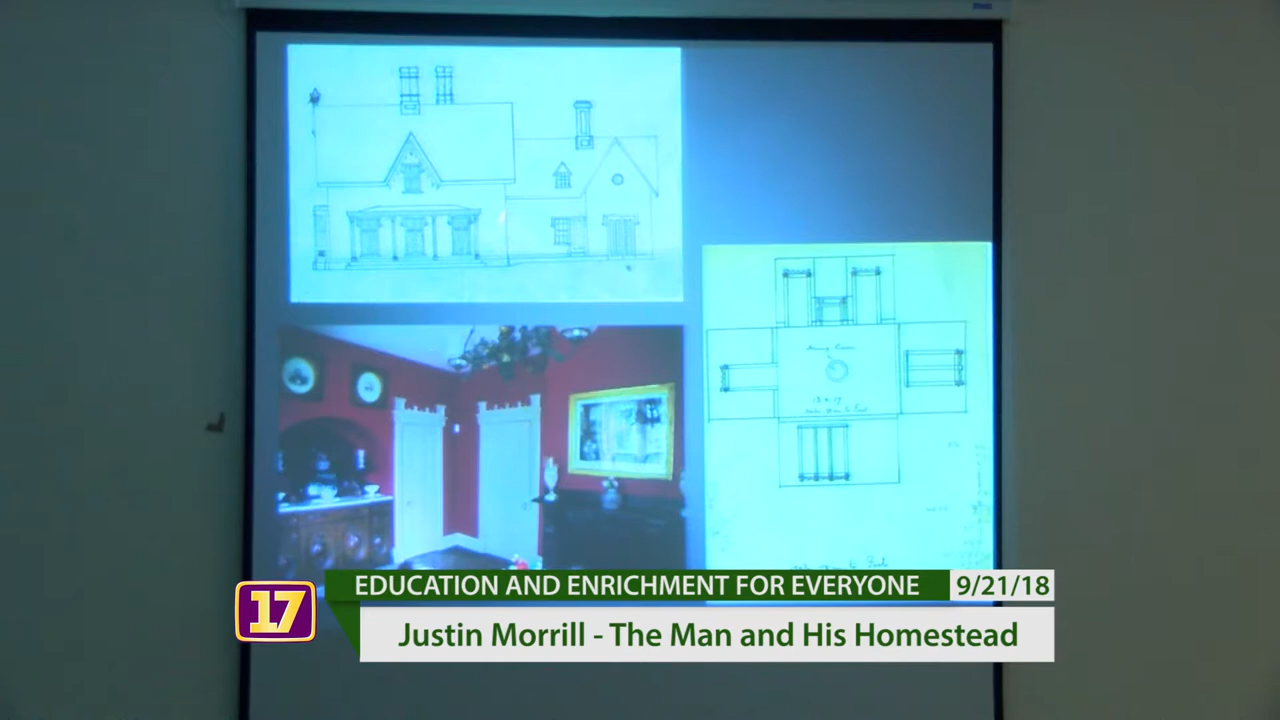 EDUCATION AND ENRICHMENT FOR EVERYONE
9/21/18
17
Justin Morrill - The Man and His Homestead